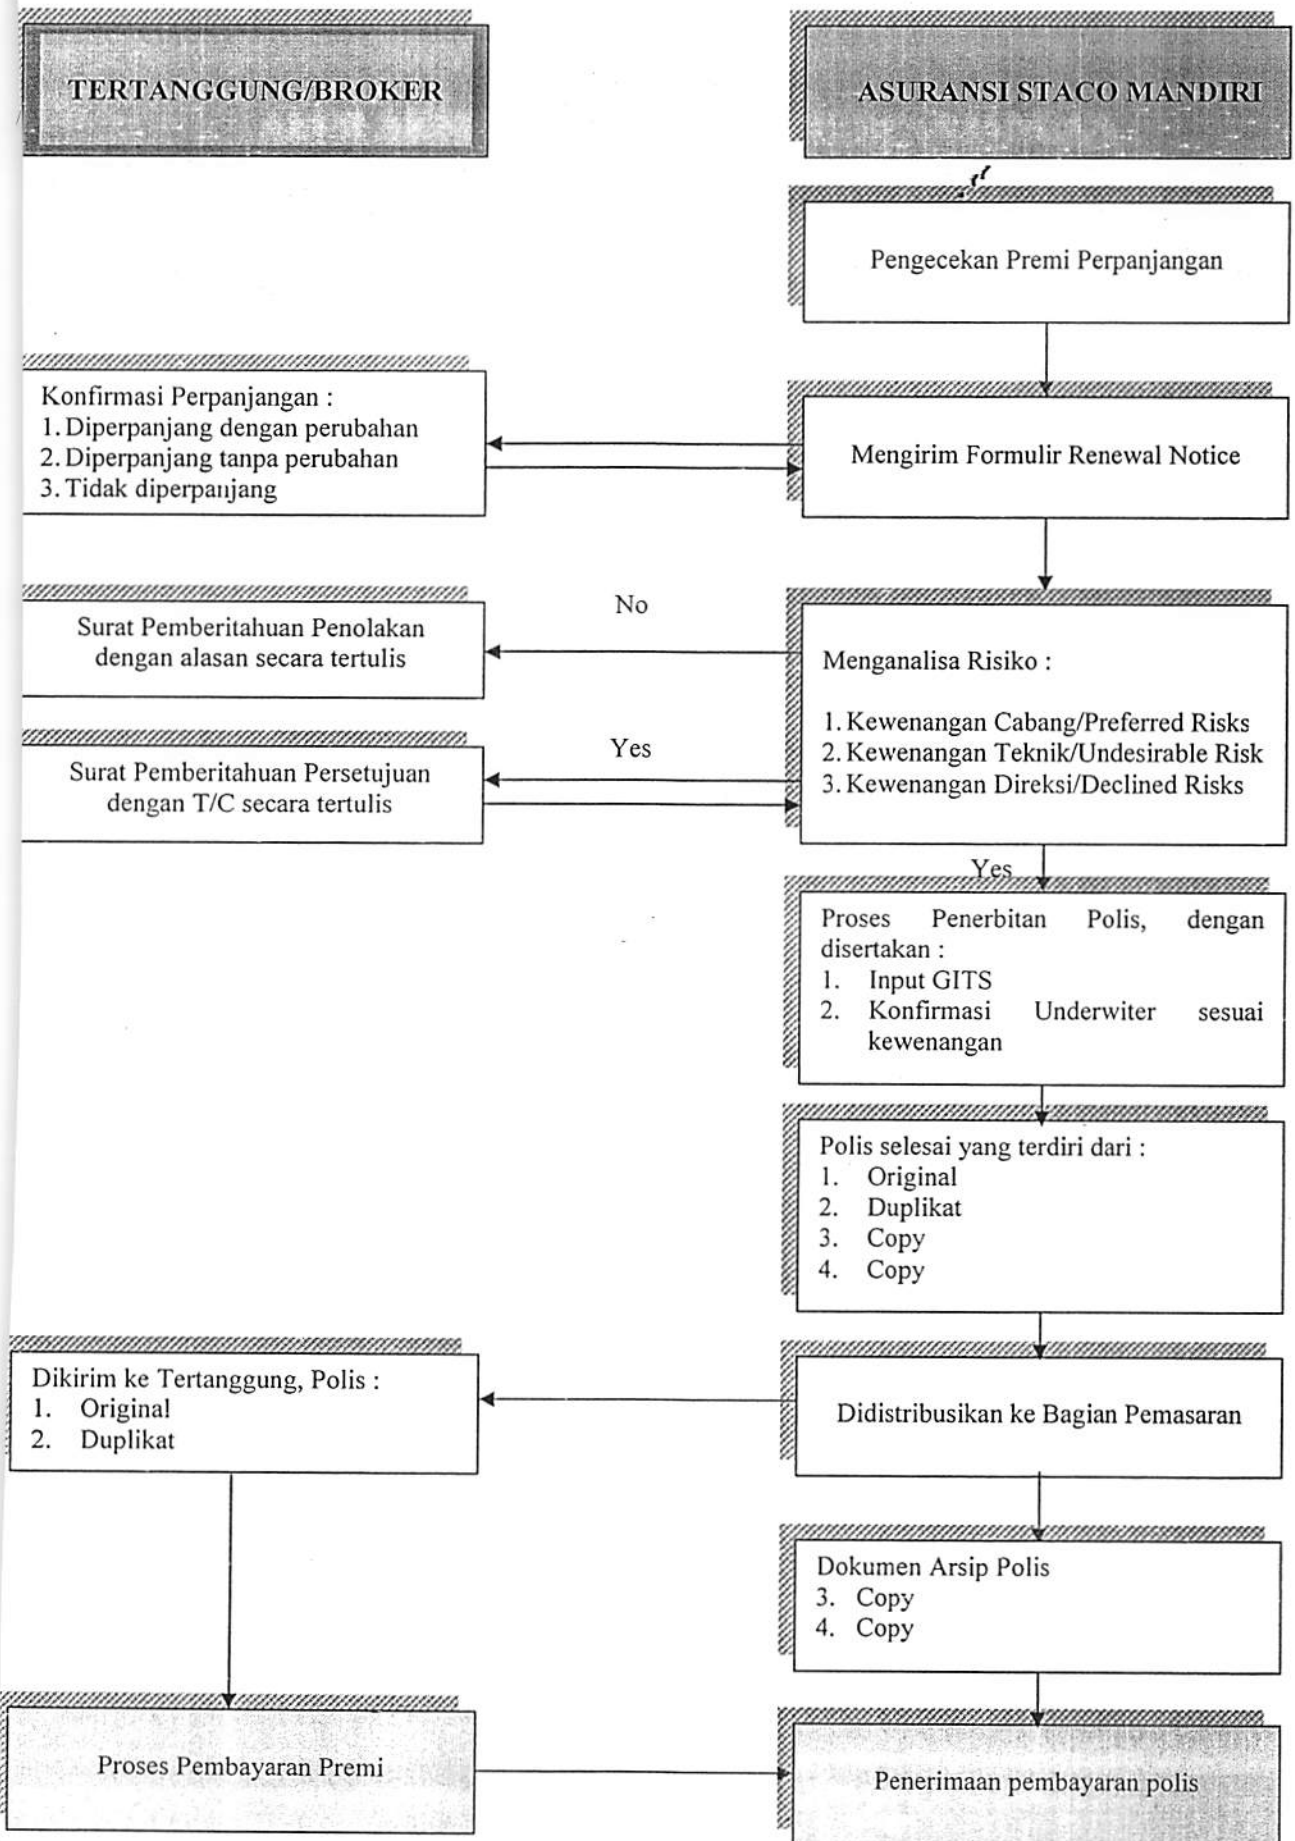 TERTANGGUNG/BROKER
ASURANSI STACO MANDIRI
Pengecekan Premi Perpanjangan
Konfirmasi Perpanjangan :
1. Diperpanjang dengan perubahan
2. Diperpanjang tanpa perubahan
3. Tidak diperpanjang
Mengirim Formulir Renewal Notice
No
Surat Pemberitahuan Penolakan
dengan alasan secara tertulis
Yes
Surat Pemberitahuan Persetujuan
dengan T/C secara tertulis
Menganalisa Risiko :
1. Kewenangan Cabang/Preferred Risks
2. Kewenangan Teknik/Undesirable Risk
3. Kewenangan Direksi/Declined Risks
Yes
Proses Penerbitan Polis, dengan
disertakan :
1. Input GITS
2. Konfirmasi Underwiter sesuai
kewenangan
Polis selesai yang terdiri dari :
1. Original
2. Duplikat
3. Copy
4. Copy
Dikirim ke Tertanggung, Polis :
1. Original
2. Duplikat
Didistribusikan ke Bagian Pemasaran
Dokumen Arsip Polis
3. Copy
4. Copy
Proses Pembayaran Premi
Penerimaan pembayaran polis